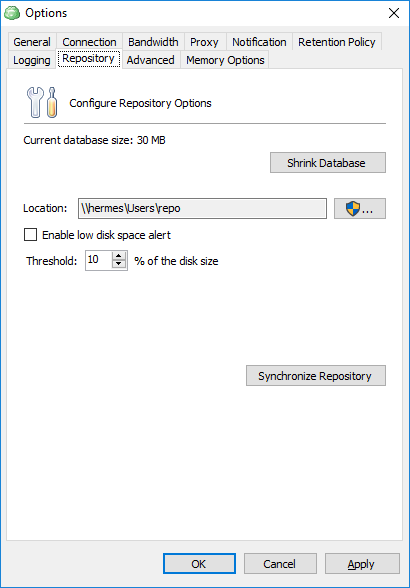 Options
General Connection Bandwidth Proxy Notification Retention Policy
Logging Repository Advanced Memory Options
Configure Repository Options
Current database size: 30 MB
Shrink Database
Location: \\hermes\Users\repo ...
Enable low disk space alert
Threshold: 10 % of the disk size
Synchronize Repository
OK Cancel Apply